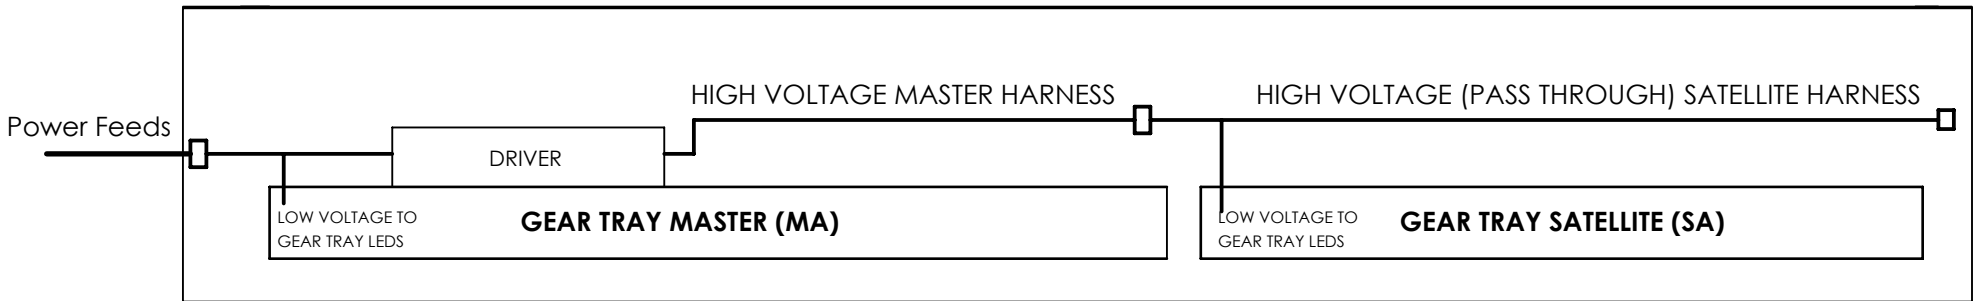 HIGH VOLTAGE MASTER HARNESS
HIGH VOLTAGE (PASS THROUGH) SATELLITE HARNESS
Power Feeds
DRIVER
LOW VOLTAGE TO
GEAR TRAY LEDS
GEAR TRAY MASTER (MA)
LOW VOLTAGE TO
GEAR TRAY LEDS
GEAR TRAY SATELLITE (SA)